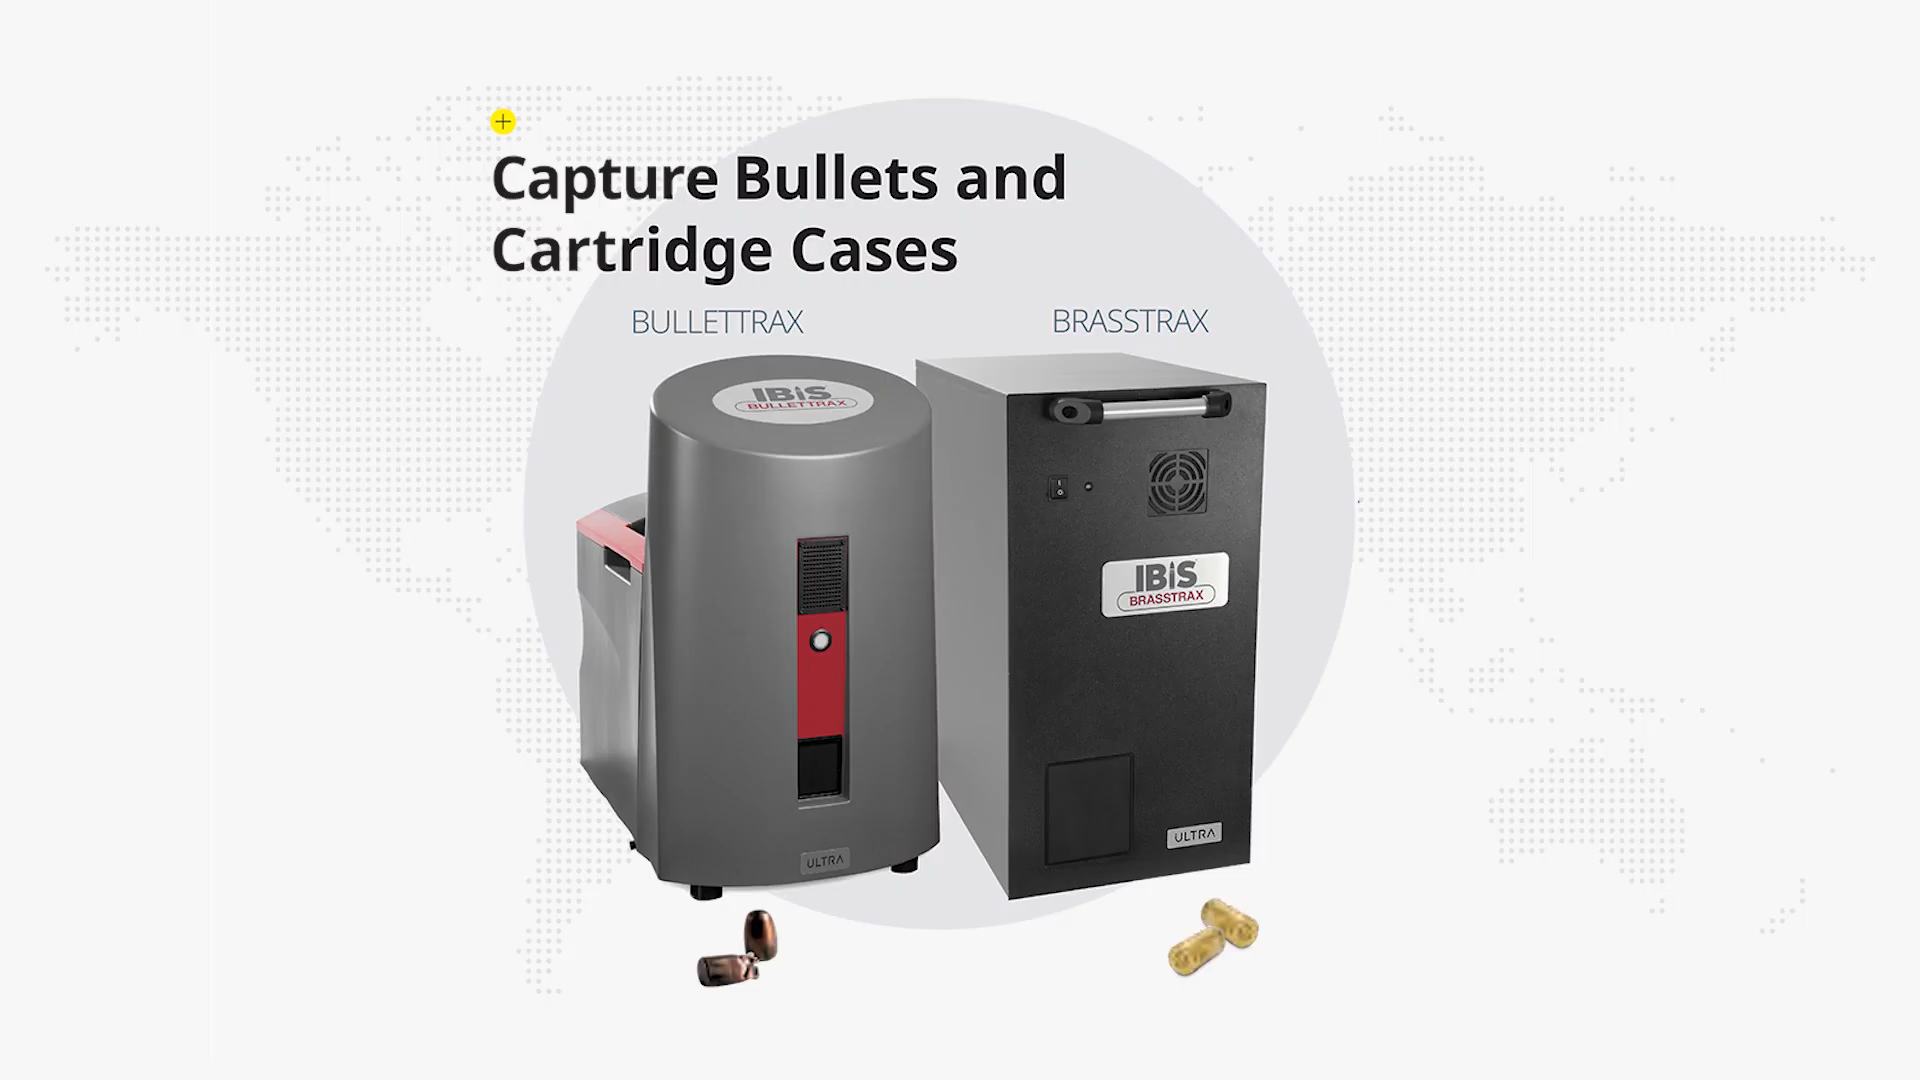 Capture Bullets and
Cartridge Cases
BULLETTRAX
BRASSTRAX
IBIS
BULLETTRAX
IBIS
BRASSTRAX
ULTRA
ULTRA